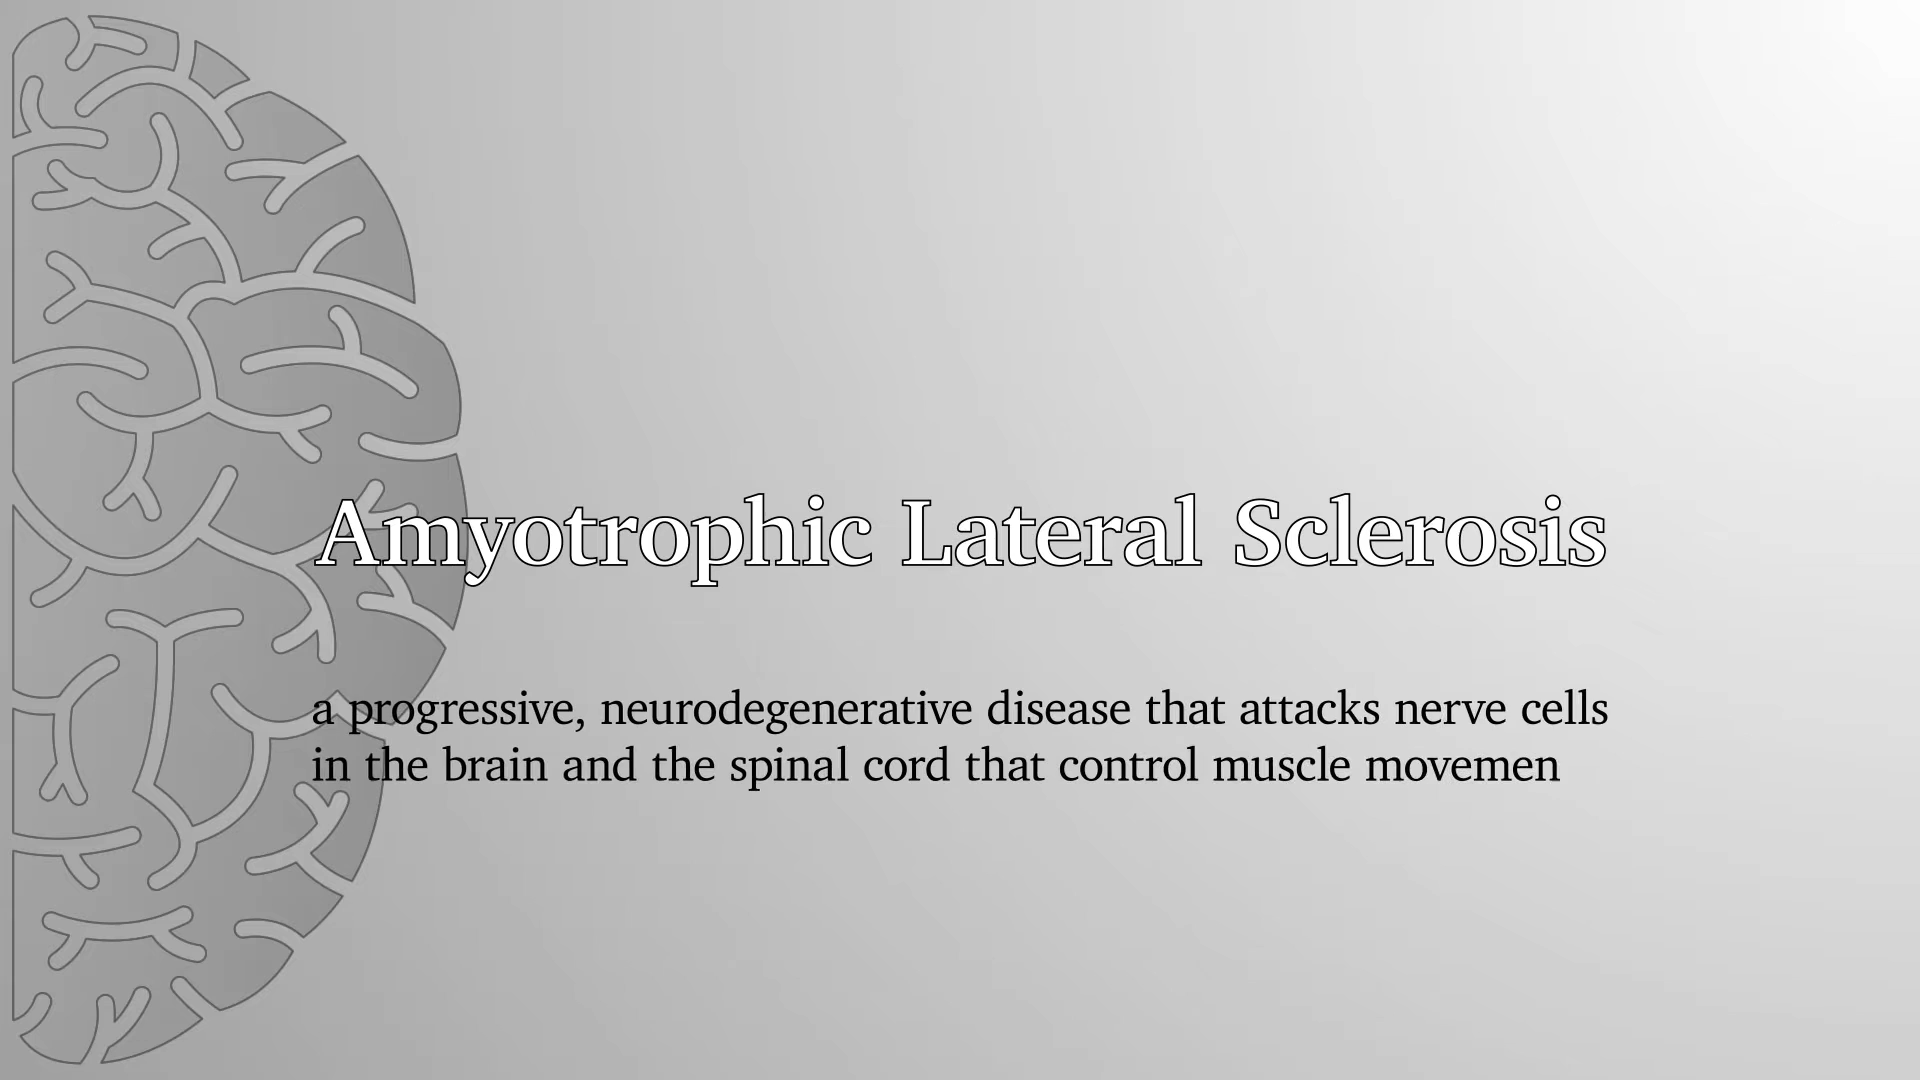 Amyotrophic Lateral Sclerosis
a progressive, neurodegenerative disease that attacks nerve cells
in the brain and the spinal cord that control muscle movemen